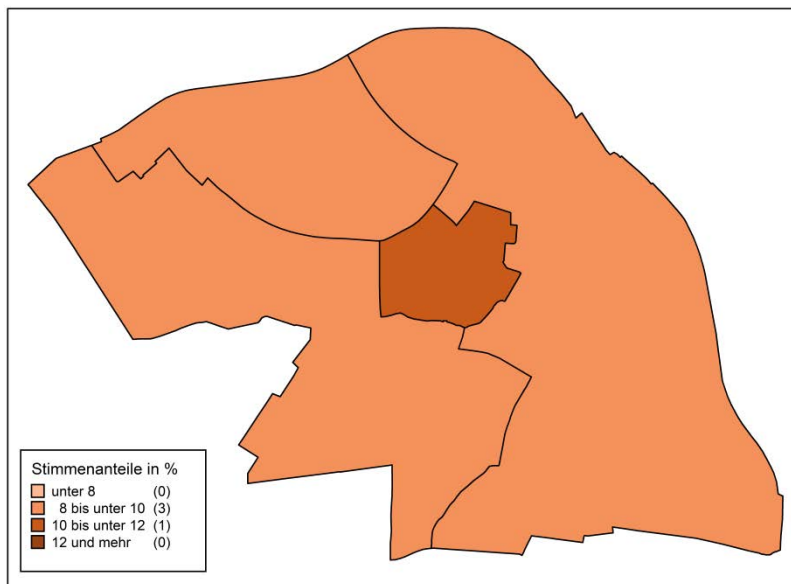 Stimmenanteile in %
unter 8 (0)
8 bis unter 10 (3)
10 bis unter 12 (1)
12 und mehr (0)